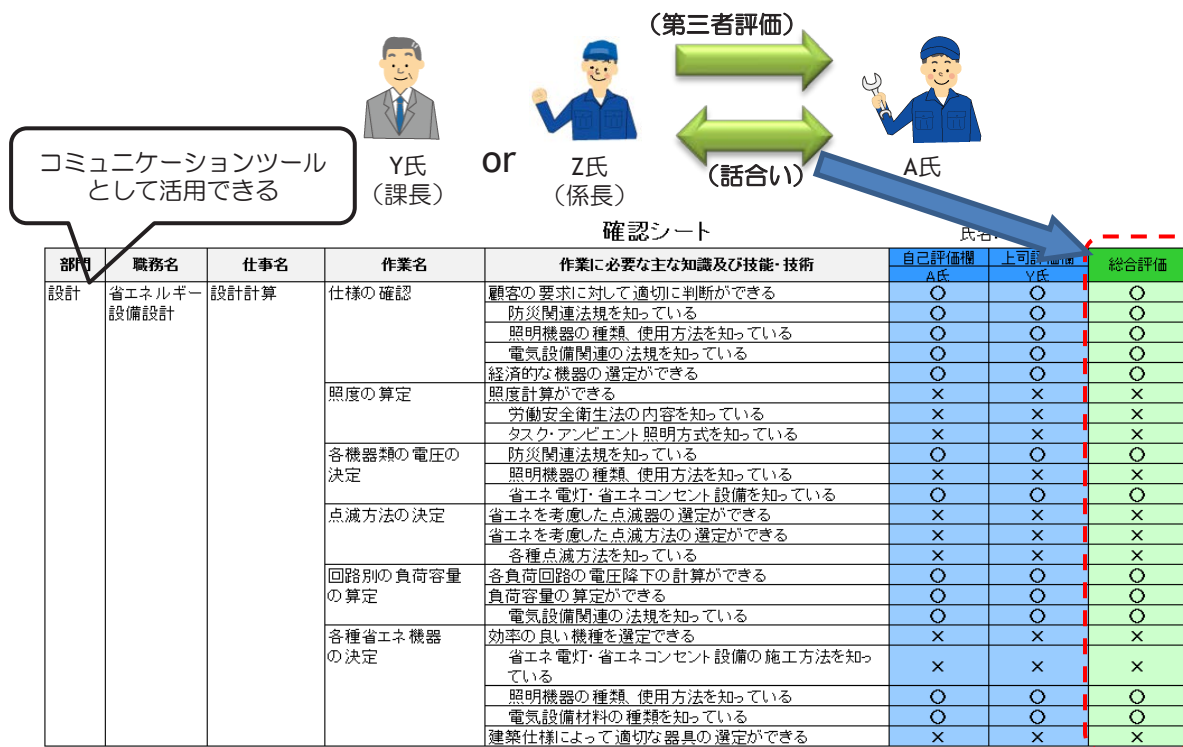 （第三者評価）
コミュニケーションツール
として活用できる
Y氏
（課長）
or
Z氏
（係長）
（話合い）
A氏
確認シート
氏名
部門 職務名 仕事名 作業名 作業に必要な主な知識及び技能・技術 自己評価欄 上司評価欄 総合評価
A氏 Y氏
設計 省エネルギー 設計計算 仕様の確認 顧客の要求に対して適切に判断ができる ○ ○ ○
設備設計 防災関連法規を知っている ○ ○ ○
照明機器の種類、使用方法を知っている ○ ○ ○
電気設備関連の法規を知っている ○ ○ ○
経済的な機器の選定ができる ○ ○ ○
照度の算定 照度計算ができる × × ×
労働安全衛生法の内容を知っている × × ×
タスク・アンビエント照明方式を知っている × × ×
各機器類の電圧の 防災関連法規を知っている ○ ○ ○
決定 照明機器の種類、使用方法を知っている × × ×
省エネ電灯・省エネコンセント設備を知っている ○ ○ ○
点滅方法の決定 省エネを考慮した点滅器の選定ができる × × ×
省エネを考慮した点滅方法の選定ができる × × ×
各種点滅方法を知っている × × ×
回路別の負荷容量 各負荷回路の電圧降下の計算ができる ○ ○ ○
の算定 負荷容量の算定ができる ○ ○ ○
電気設備関連の法規を知っている ○ ○ ○
各種省エネ機器 効率の良い機種を選定できる × × ×
の決定 省エネ電灯・省エネコンセント設備の施工方法を知っ
ている × × ×
照明機器の種類、使用方法を知っている ○ ○ ○
電気設備材料の種類を知っている ○ ○ ○
建築仕様によって適切な器具の選定ができる × × ×